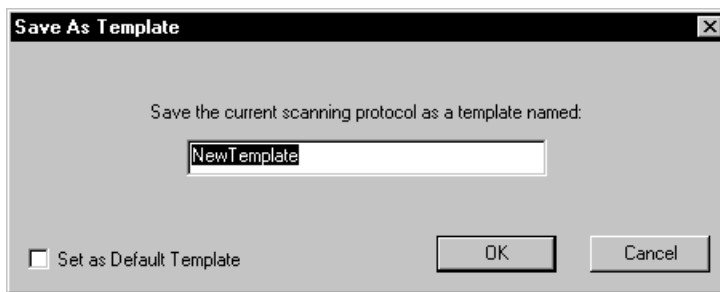 Save As Template
Save the current scanning protocol as a template named:
NewTemplate
Set as Default Template
OK
Cancel